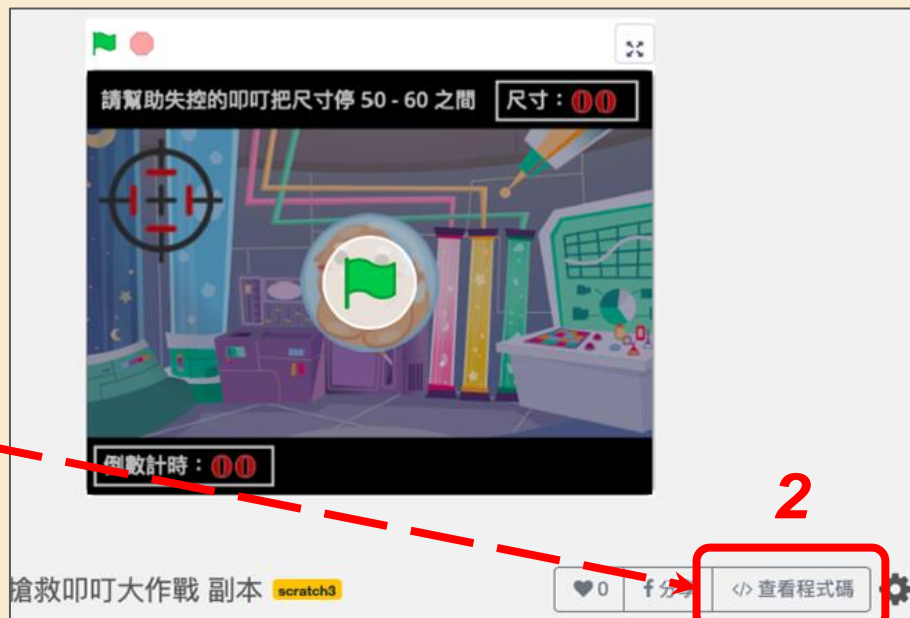 請幫助失控的叩叮把尺寸停 50 - 60 之間
尺寸：00
倒數計時：00
2
搶救叩叮大作戰 副本 scratch3
0
f 分享
</> 查看程式碼